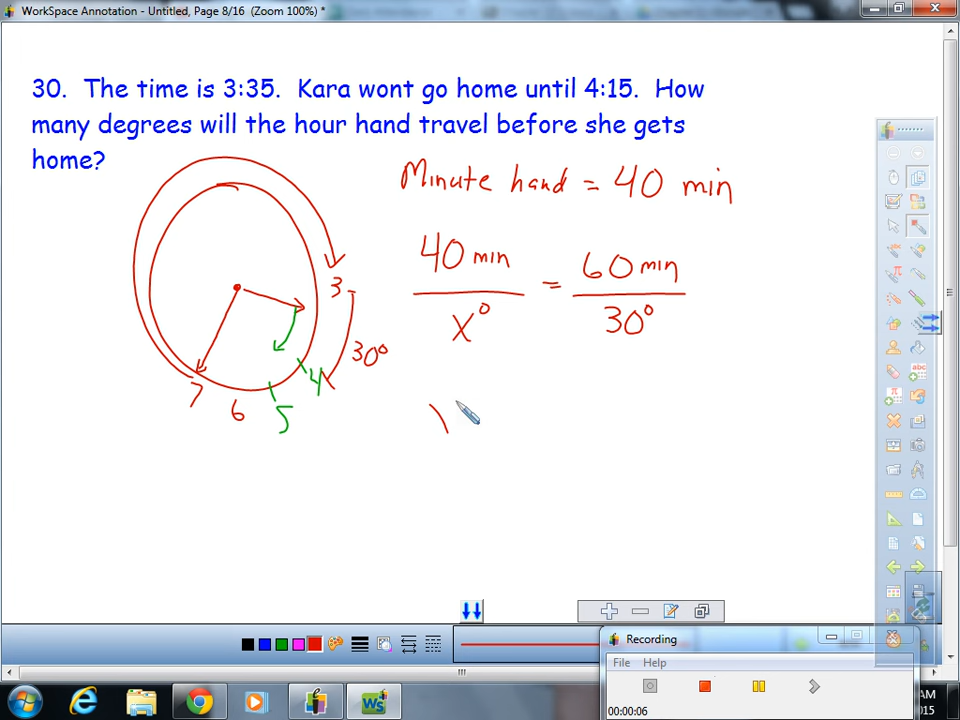 WorkSpace Annotation - Untitled, Page 8/16 (Zoom 100%) *
30. The time is 3:35. Kara wont go home until 4:15. How
many degrees will the hour hand travel before she gets
home?
Minute hand = 40 min
40 min
x°
=
60 min
30°
3
30°
4
5
6
7
Recording
File Help
00:00:06
AM
015